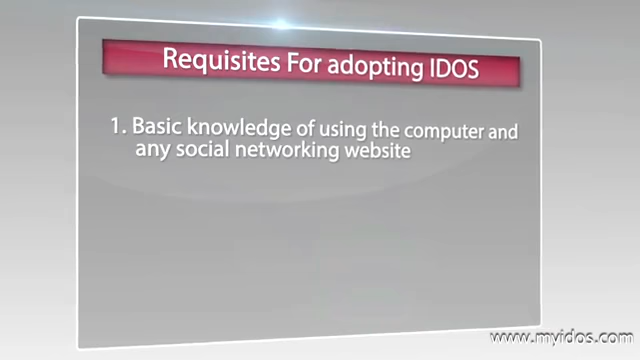 Requisites For adopting IDOS
1. Basic knowledge of using the computer and
any social networking website
www.myidos.com